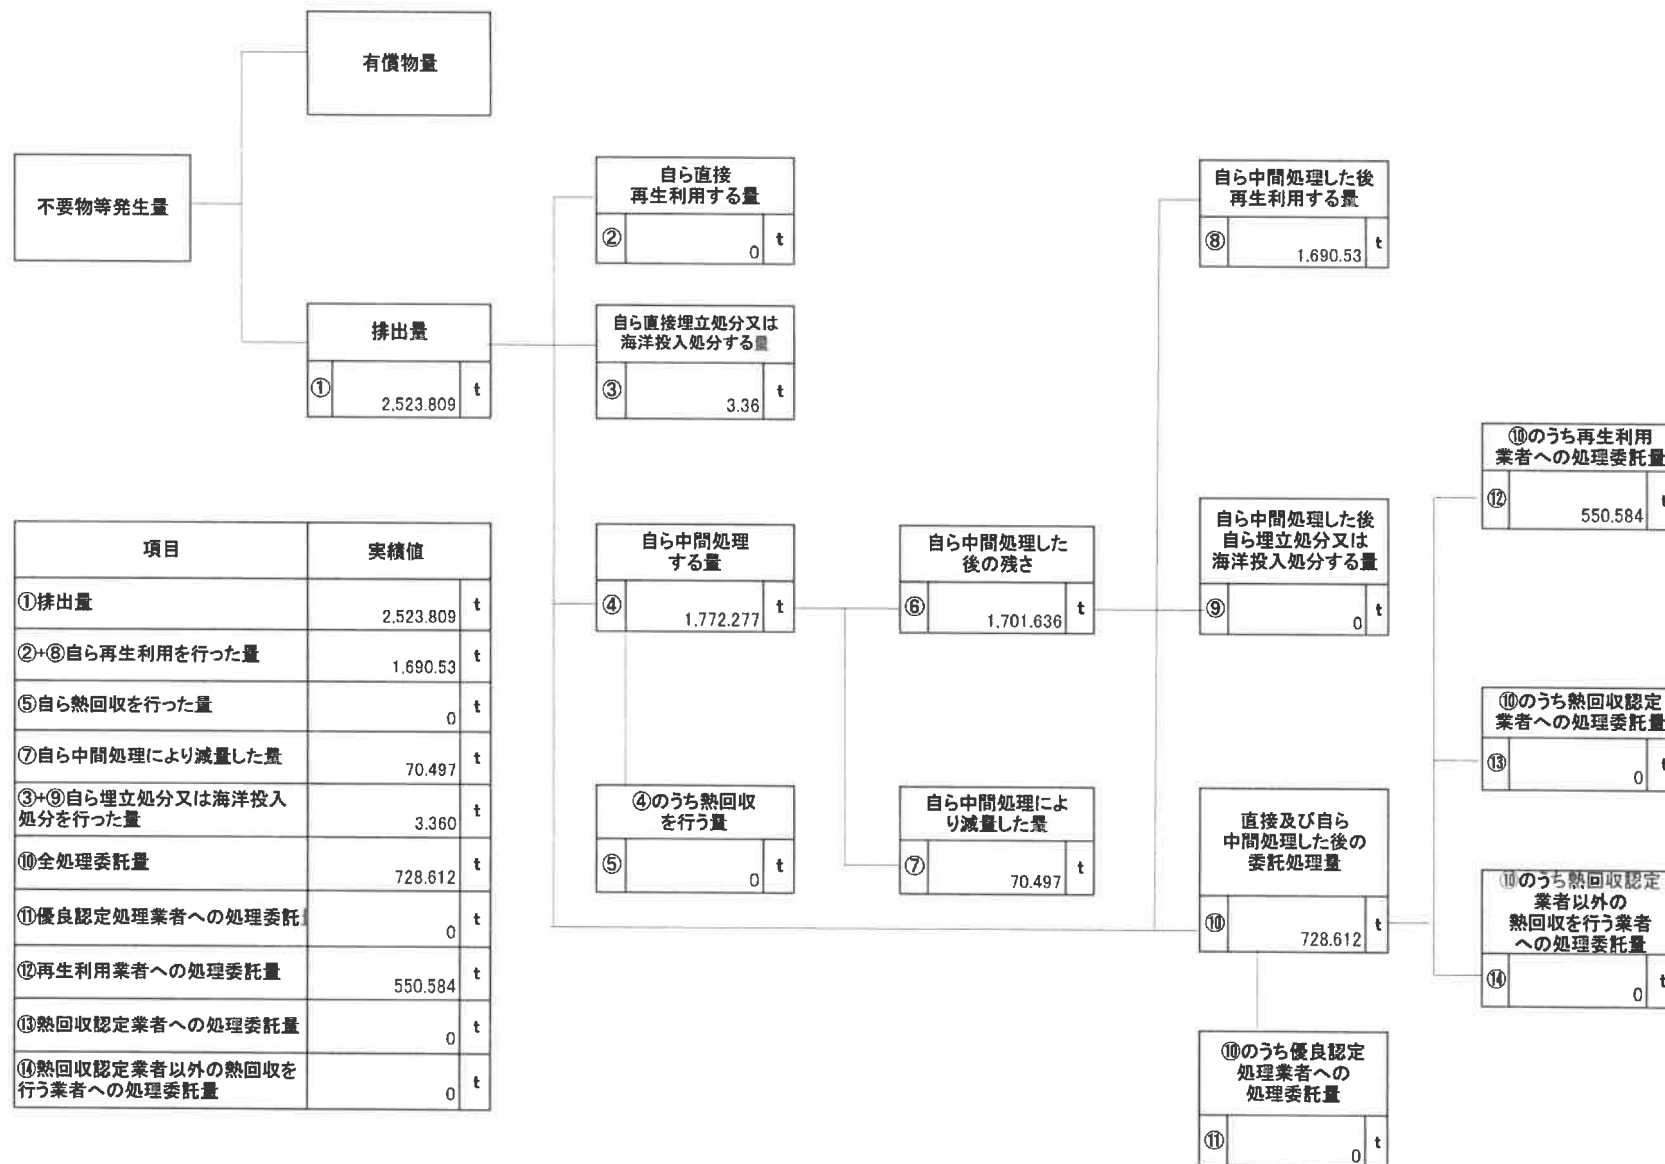 有償物量
不要物等発生量
排出量
① 2,523.809 t
自ら直接
再生利用する量
② 0 t
自ら直接埋立処分又は
海洋投入処分する量
③ 3.36 t
自ら中間処理
する量
④ 1,772.277 t
④のうち熱回収
を行う量
⑤ 0 t
自ら中間処理した
後の残さ
⑥ 1,701.636 t
自ら中間処理によ
り減量した量
⑦ 70.497 t
自ら中間処理した後
再生利用する量
⑧ 1,690.53 t
自ら中間処理した後
自ら埋立処分又は
海洋投入処分する量
⑨ 0 t
直接及び自ら
中間処理した後の
委託処理量
⑩ 728.612 t
⑩のうち優良認定
処理業者への
処理委託量
⑪ 0 t
⑩のうち再生利用
業者への処理委託量
⑫ 550.584 t
⑩のうち熱回収認定
業者への処理委託量
⑬ 0 t
⑩のうち熱回収認定
業者以外の
熱回収を行う業者
への処理委託量
⑭ 0 t
項目 実績値
①排出量 2,523.809 t
②+⑧自ら再生利用を行った量 1,690.53 t
⑤自ら熱回収を行った量 0 t
⑦自ら中間処理により減量した量 70.497 t
③+⑨自ら埋立処分又は海洋投入
処分を行った量 3.360 t
⑩全処理委託量 728.612 t
⑪優良認定処理業者への処理委託 0 t
⑫再生利用業者への処理委託量 550.584 t
⑬熱回収認定業者への処理委託量 0 t
⑭熱回収認定業者以外の熱回収を
行う業者への処理委託量 0 t